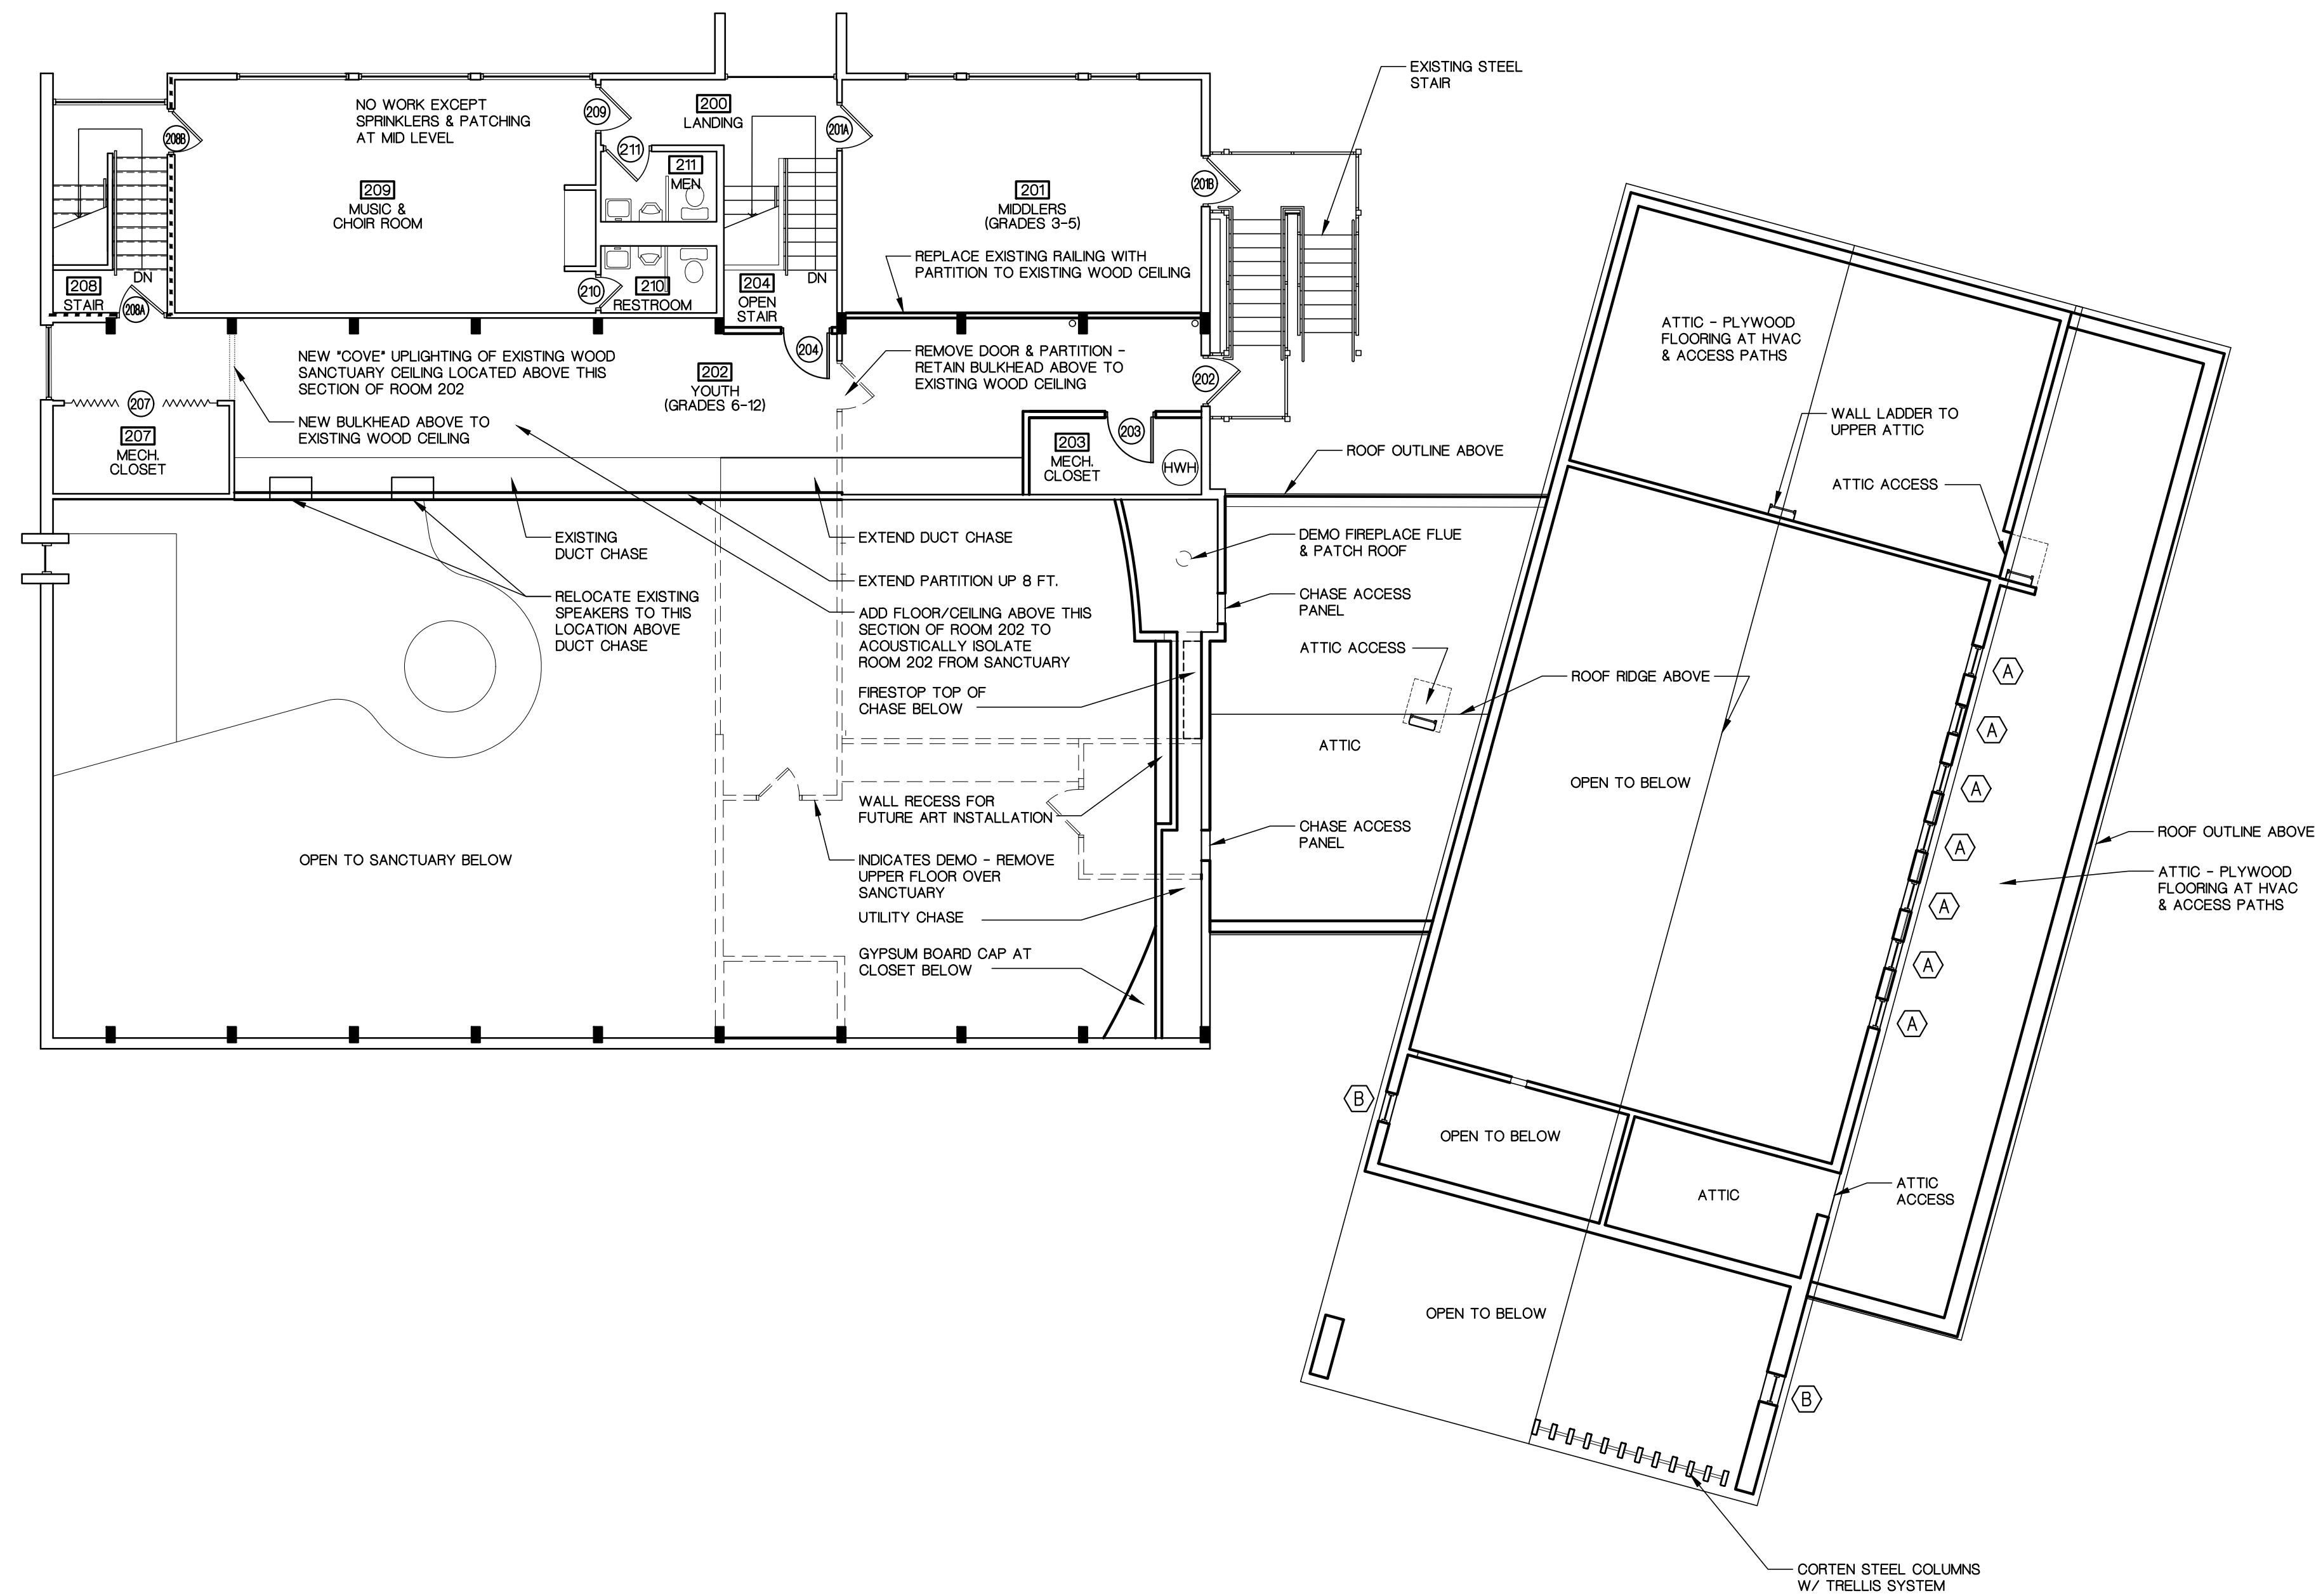 EXISTING STEEL
STAIR
NO WORK EXCEPT
SPRINKLERS & PATCHING
AT MID LEVEL
209
200
LANDING
201A
208B
211
211
MEN
209
MUSIC &
CHOIR ROOM
201
MIDDLERS
(GRADES 3-5)
201B
REPLACE EXISTING RAILING WITH
PARTITION TO EXISTING WOOD CEILING
DN
208
STAIR
208A
210
210
RESTROOM
204
OPEN
STAIR
DN
ATTIC - PLYWOOD
FLOORING AT HVAC
& ACCESS PATHS
NEW "COVE" UPLIGHTING OF EXISTING WOOD
SANCTUARY CEILING LOCATED ABOVE THIS
SECTION OF ROOM 202
204
REMOVE DOOR & PARTITION -
RETAIN BULKHEAD ABOVE TO
EXISTING WOOD CEILING
202
YOUTH
(GRADES 6-12)
202
207
NEW BULKHEAD ABOVE TO
EXISTING WOOD CEILING
207
MECH.
CLOSET
203
203
MECH.
CLOSET
HWH
WALL LADDER TO
UPPER ATTIC
ROOF OUTLINE ABOVE
ATTIC ACCESS
EXISTING
DUCT CHASE
EXTEND DUCT CHASE
DEMO FIREPLACE FLUE
& PATCH ROOF
EXTEND PARTITION UP 8 FT.
RELOCATE EXISTING
SPEAKERS TO THIS
LOCATION ABOVE
DUCT CHASE
CHASE ACCESS
PANEL
ADD FLOOR/CEILING ABOVE THIS
SECTION OF ROOM 202 TO
ACOUSTICALLY ISOLATE
ROOM 202 FROM SANCTUARY
ATTIC ACCESS
ROOF RIDGE ABOVE
A
FIRESTOP TOP OF
CHASE BELOW
A
ATTIC
OPEN TO BELOW
A
WALL RECESS FOR
FUTURE ART INSTALLATION
CHASE ACCESS
PANEL
ROOF OUTLINE ABOVE
A
OPEN TO SANCTUARY BELOW
INDICATES DEMO - REMOVE
UPPER FLOOR OVER
SANCTUARY
ATTIC - PLYWOOD
FLOORING AT HVAC
& ACCESS PATHS
A
UTILITY CHASE
GYPSUM BOARD CAP AT
CLOSET BELOW
A
A
B
OPEN TO BELOW
ATTIC
ATTIC
ACCESS
OPEN TO BELOW
B
CORTEN STEEL COLUMNS
W/ TRELLIS SYSTEM